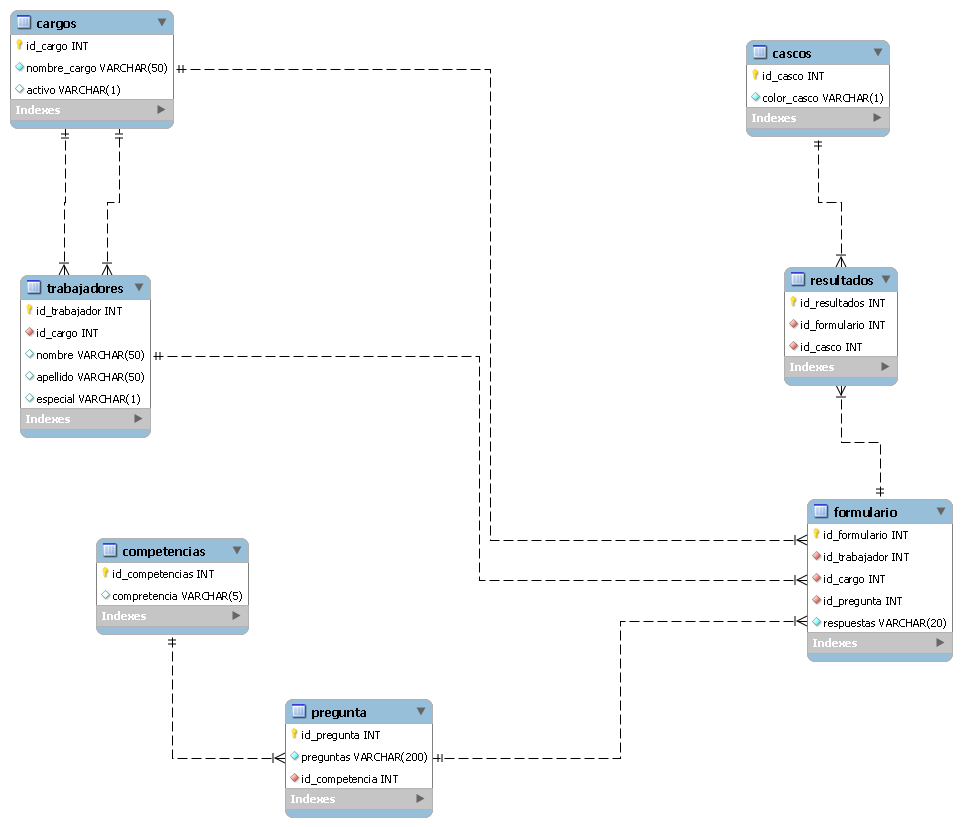 cargos
id_cargo INT
nombre_cargo VARCHAR(50)
activo VARCHAR(1)
Indexes
cascos
id_casco INT
color_casco VARCHAR(1)
Indexes
trabajadores
id_trabajador INT
id_cargo INT
nombre VARCHAR(50)
apellido VARCHAR(50)
especial VARCHAR(1)
Indexes
resultados
id_resultados INT
id_formulario INT
id_casco INT
Indexes
formulario
id_formulario INT
id_trabajador INT
id_cargo INT
id_pregunta INT
respuestas VARCHAR(20)
Indexes
competencias
id_competencias INT
compretencia VARCHAR(5)
Indexes
pregunta
id_pregunta INT
preguntas VARCHAR(200)
id_competencia INT
Indexes